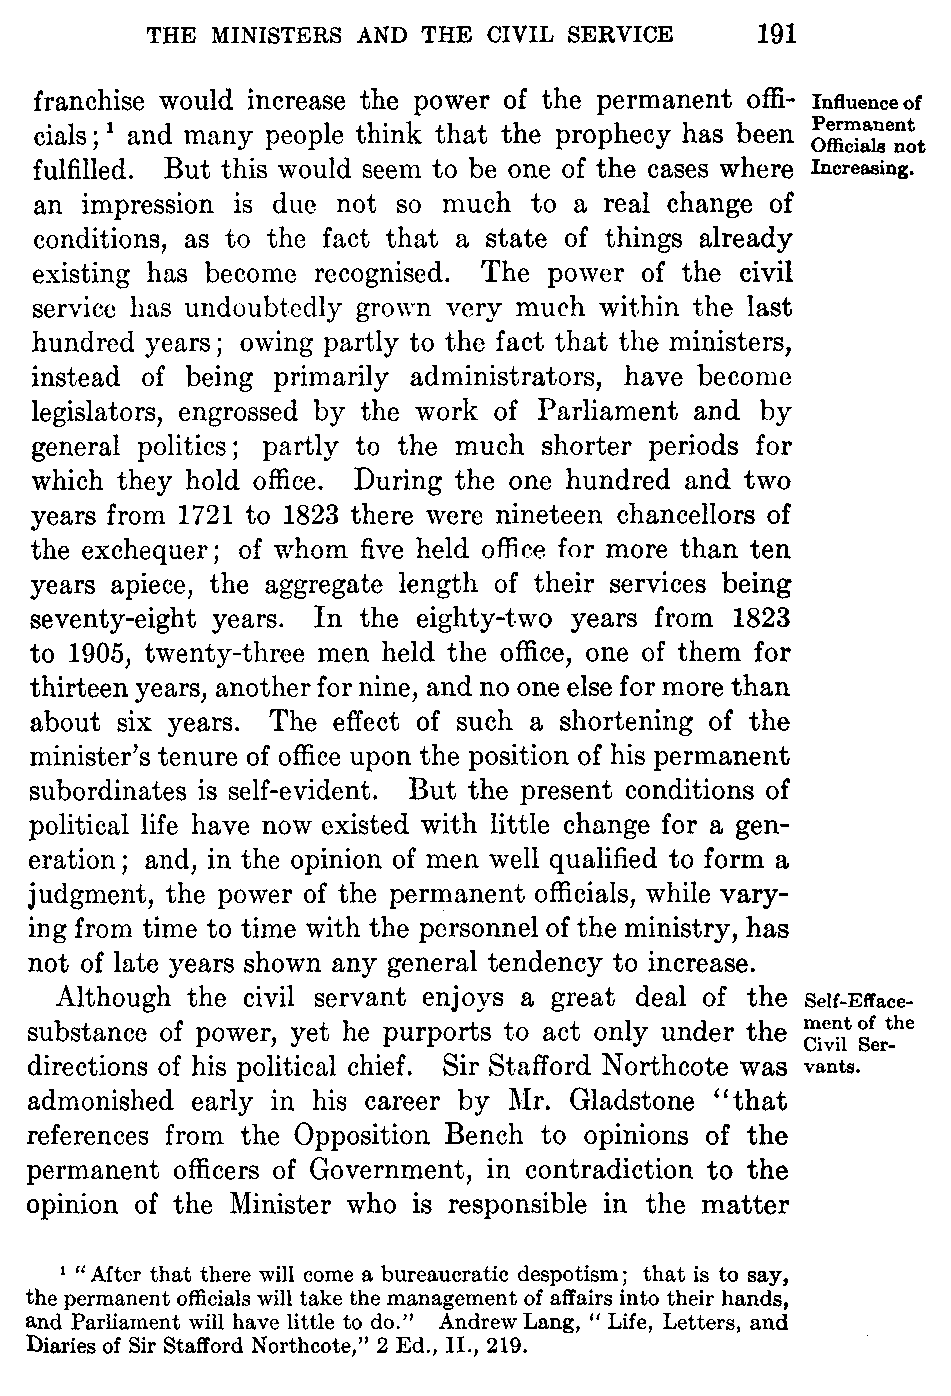 THE MINISTERS AND THE CIVIL SERVICE 191
franchise would increase the power of the permanent offi-
cials; ¹ and many people think that the prophecy has been
fulfilled. But this would seem to be one of the cases where
an impression is due not so much to a real change of
conditions, as to the fact that a state of things already
existing has become recognised. The power of the civil
service has undoubtedly grown very much within the last
hundred years; owing partly to the fact that the ministers,
instead of being primarily administrators, have become
legislators, engrossed by the work of Parliament and by
general politics; partly to the much shorter periods for
which they hold office. During the one hundred and two
years from 1721 to 1823 there were nineteen chancellors of
the exchequer; of whom five held office for more than ten
years apiece, the aggregate length of their services being
seventy-eight years. In the eighty-two years from 1823
to 1905, twenty-three men held the office, one of them for
thirteen years, another for nine, and no one else for more than
about six years. The effect of such a shortening of the
minister's tenure of office upon the position of his permanent
subordinates is self-evident. But the present conditions of
political life have now existed with little change for a gen-
eration; and, in the opinion of men well qualified to form a
judgment, the power of the permanent officials, while vary-
ing from time to time with the personnel of the ministry, has
not of late years shown any general tendency to increase.
Although the civil servant enjoys a great deal of the
substance of power, yet he purports to act only under the
directions of his political chief. Sir Stafford Northcote was
admonished early in his career by Mr. Gladstone "that
references from the Opposition Bench to opinions of the
permanent officers of Government, in contradiction to the
opinion of the Minister who is responsible in the matter
Influence of
Permanent
Officials not
Increasing.
Self-Efface-
ment of the
Civil Ser-
vants.
¹ "After that there will come a bureaucratic despotism; that is to say,
the permanent officials will take the management of affairs into their hands,
and Parliament will have little to do." Andrew Lang, "Life, Letters, and
Diaries of Sir Stafford Northcote," 2 Ed., II., 219.